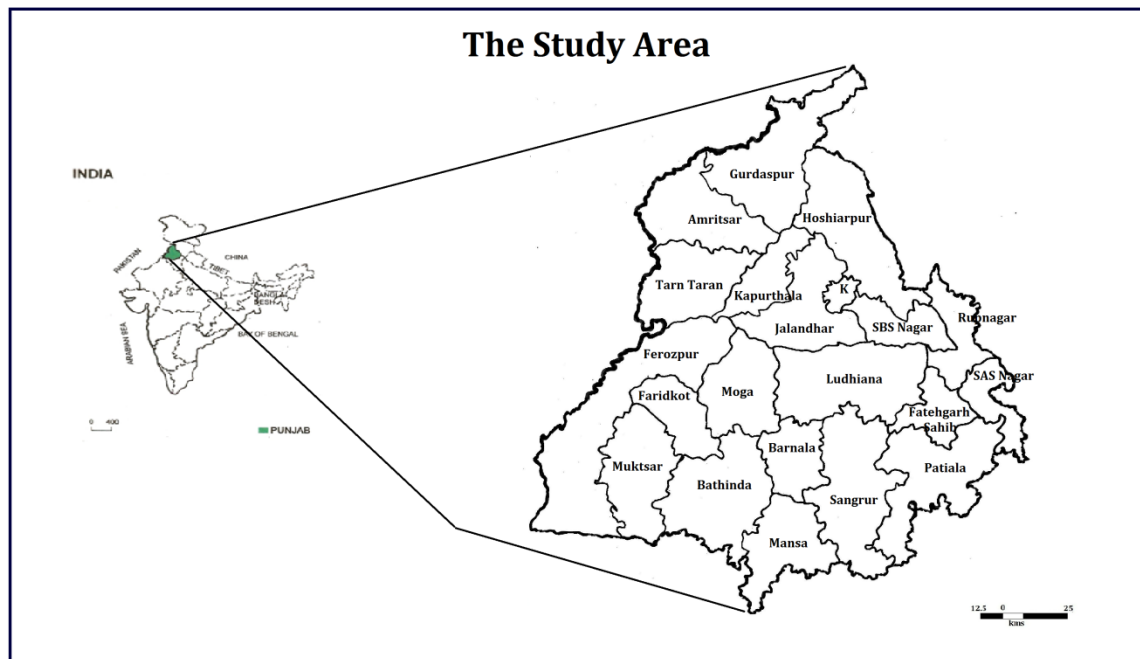 The Study Area
INDIA
PAKISTAN
CHINA
TIBET
BANGLA
DESH
ARABIAN SEA
BAY OF BENGAL
0 400
PUNJAB
Gurdaspur
Amritsar
Hoshiarpur
Tarn Taran
Kapurthala
K
Jalandhar
SBS Nagar
Rupnagar
Ferozpur
Moga
Ludhiana
SAS Nagar
Faridkot
Fatehgarh
Sahib
Muktsar
Bathinda
Barnala
Sangrur
Patiala
Mansa
12.5 0 25
kms